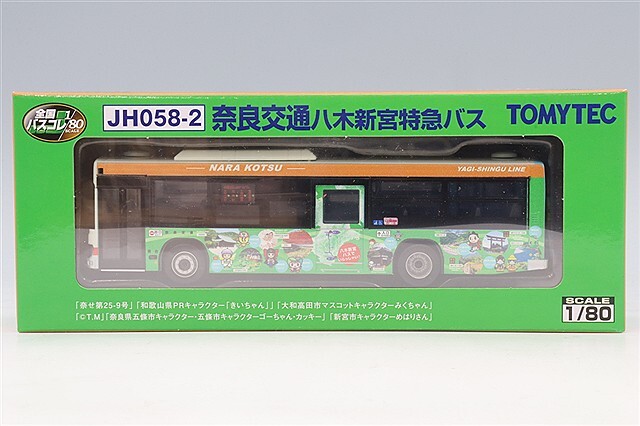 全国
バスコレ
1/80
SCALE
JH058-2
奈良交通八木新宮特急バス
TOMYTEC
NARA KOTSU
YAGI-SHINGU LINE
「奈せ第25-9号」「和歌山県PRキャラクター「きいちゃん」」「大和高田市マスコットキャラクターみくちゃん」
「©T.M」「奈良県五條市キャラクター・五條市キャラクターゴーちゃん・カッキー」「新宮市キャラクターめはりさん」
SCALE
1/80